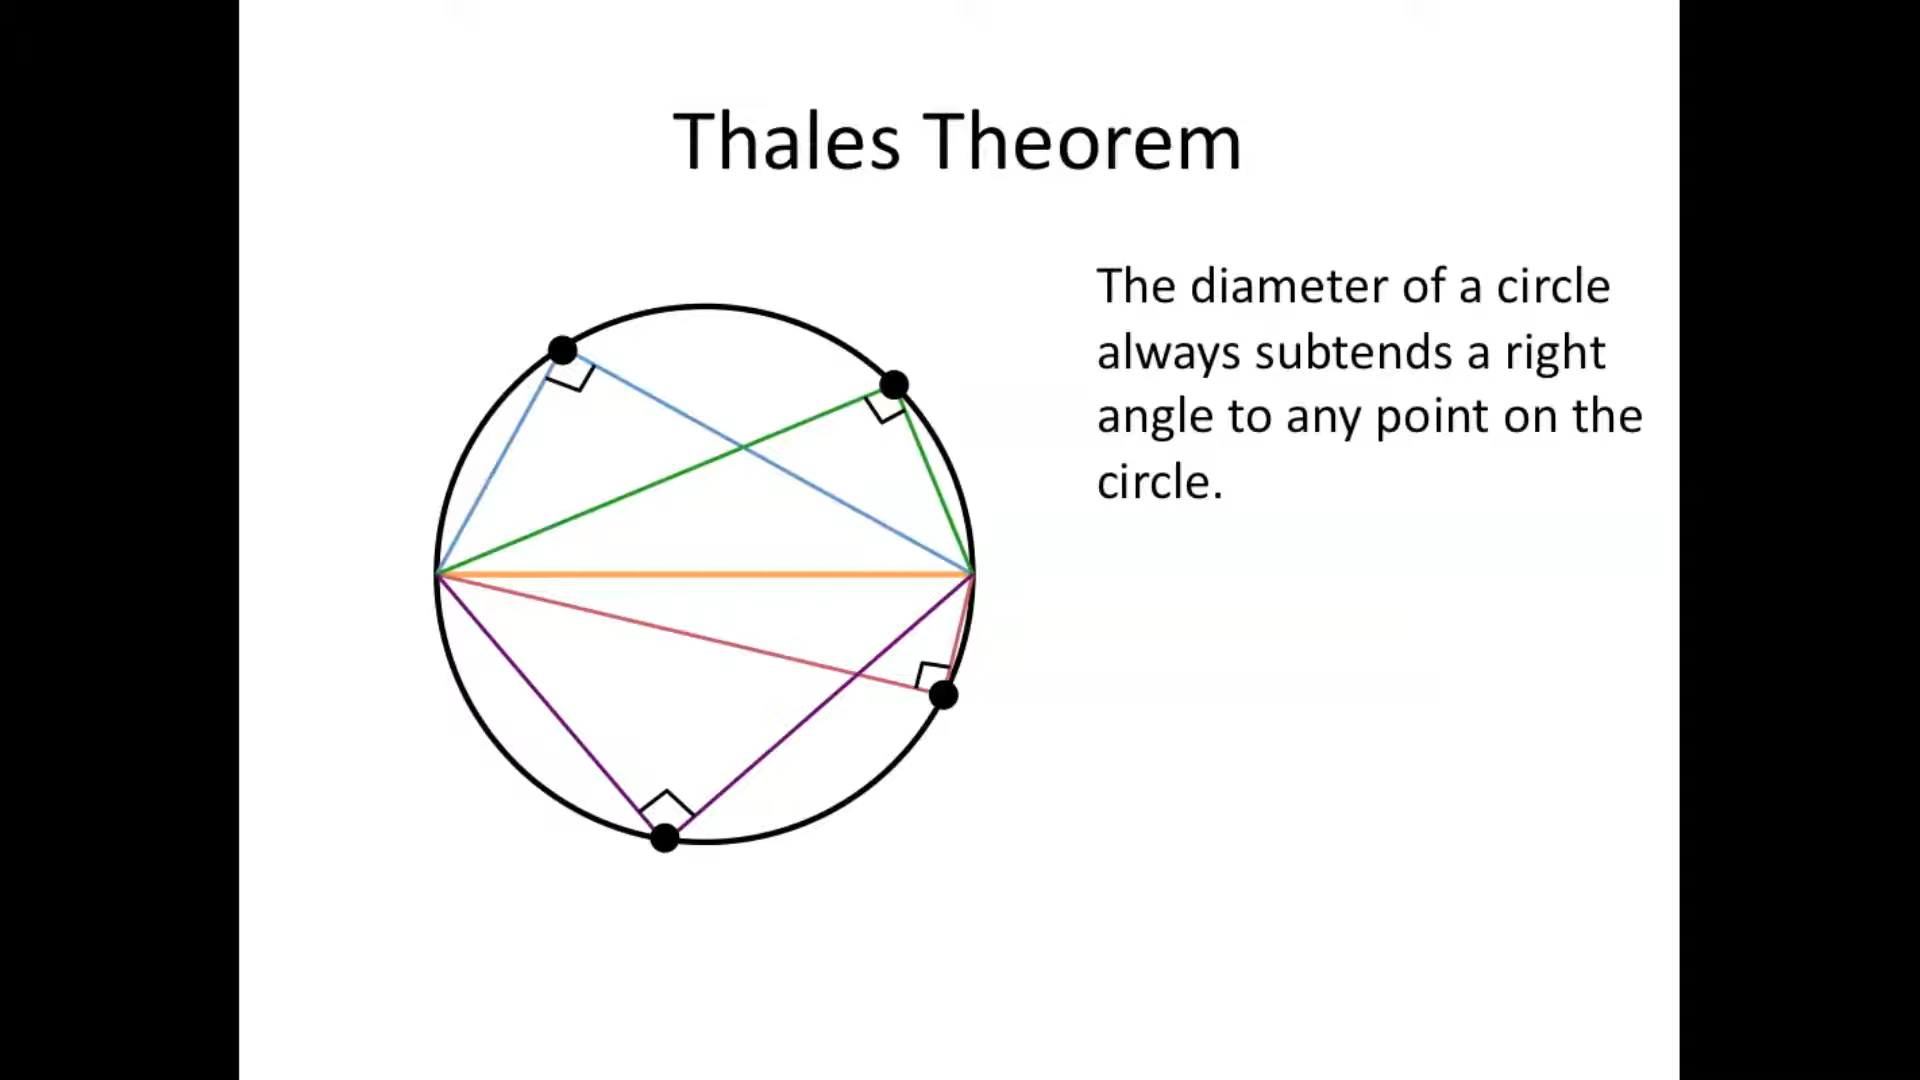 Thales Theorem
The diameter of a circle
always subtends a right
angle to any point on the
circle.